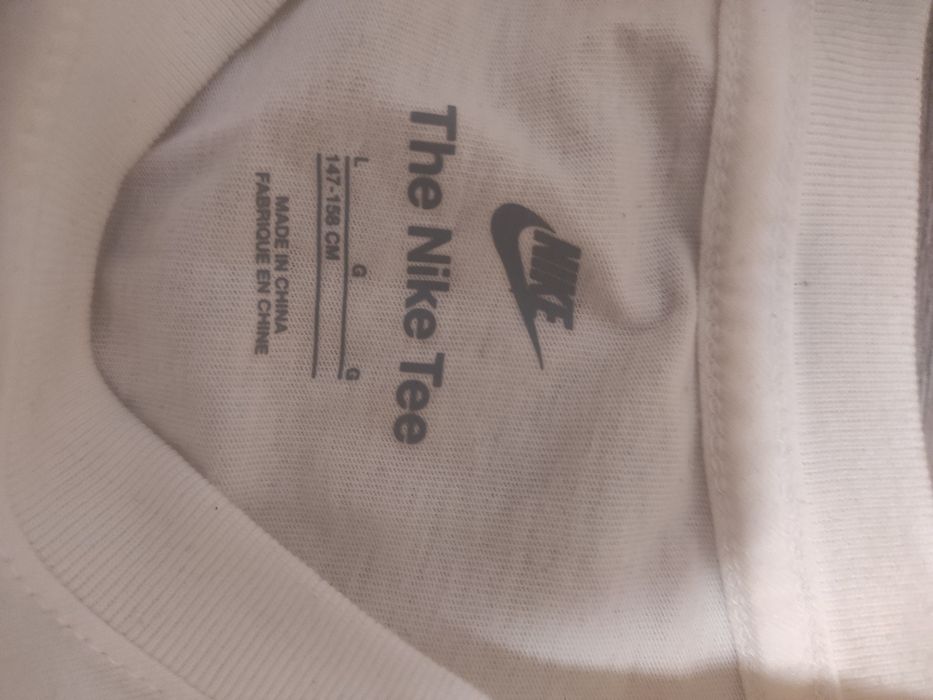 NIKE
The Nike Tee
L G G
147-158 CM
MADE IN CHINA
FABRIQUE EN CHINE